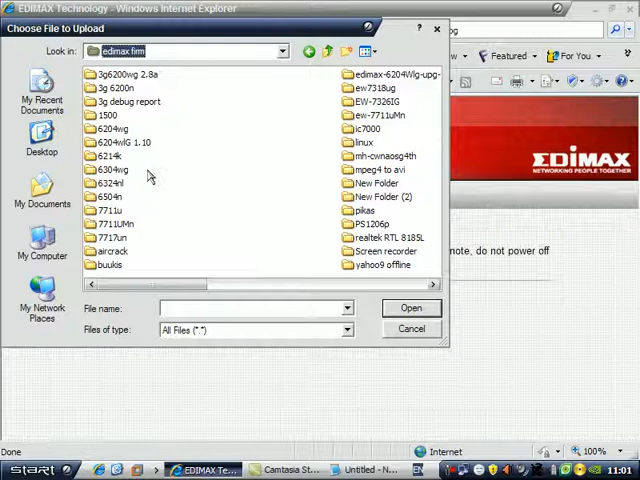 EDIMAX Technology - Windows Internet Explorer
Choose File to Upload
Look in:
edimax firm
og
Featured
For You
My Recent
Documents
Desktop
My Documents
My Computer
My Network
Places
3g6200wg 2.8a
3g 6200n
3g debug report
1500
6204wg
6204wlG 1.10
6214k
6304wg
6324nl
6504n
7711u
7711UMn
7717un
aircrack
buukis
edimax-6204Wlg-upg-
ew7318ug
EW-7326IG
ew-7711uMn
ic7000
linux
mh-cwnaosg4th
mpeg4 to avi
New Folder
New Folder (2)
pikas
PS1206p
realtek RTL 8185L
Screen recorder
yahoo9 offline
File name:
Open
Files of type:
All Files (*.*)
Cancel
EDIMAX
NETWORKING PEOPLE TOGETHER
note, do not power off
Done
Internet
100%
start
EDIMAX Te...
Camtasia St...
Untitled - N...
EN
11:01